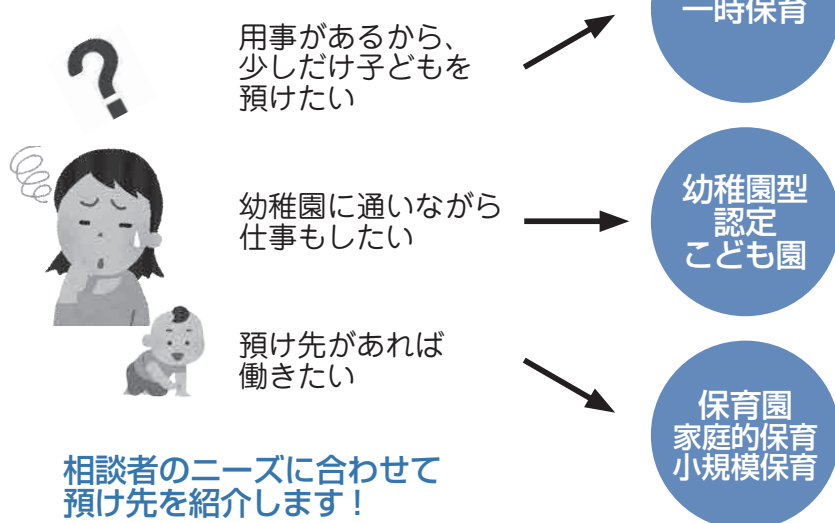 用事があるから、
少しだけ子どもを
預けたい
一時保育
幼稚園に通いながら
仕事もしたい
幼稚園型
認定
こども園
預け先があれば
働きたい
保育園
家庭的保育
小規模保育
相談者のニーズに合わせて
預け先を紹介します！